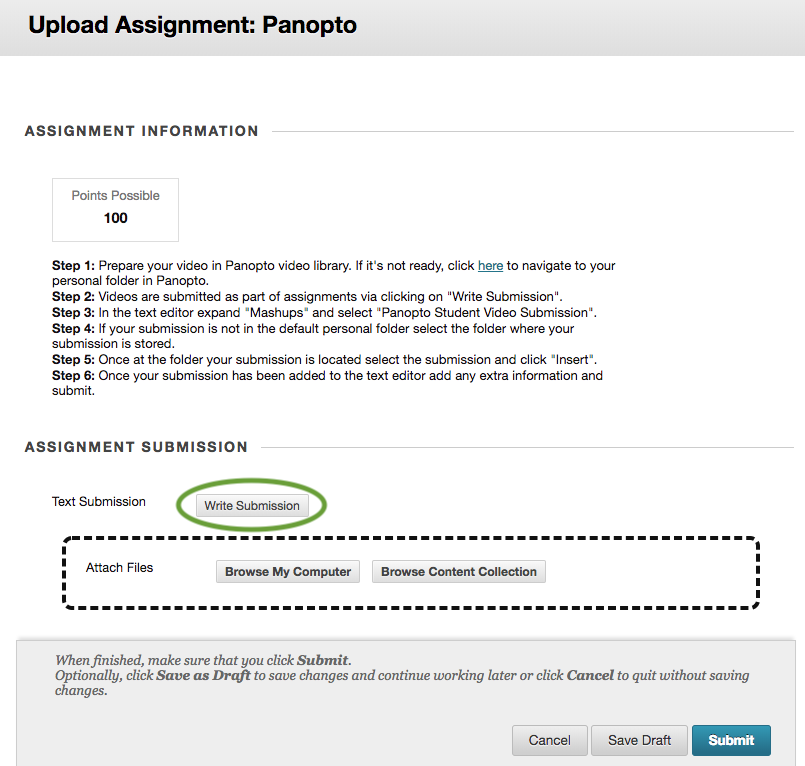 Upload Assignment: Panopto
ASSIGNMENT INFORMATION
Points Possible
100
Step 1: Prepare your video in Panopto video library. If it's not ready, click here to navigate to your
personal folder in Panopto.
Step 2: Videos are submitted as part of assignments via clicking on "Write Submission".
Step 3: In the text editor expand "Mashups" and select "Panopto Student Video Submission".
Step 4: If your submission is not in the default personal folder select the folder where your
submission is stored.
Step 5: Once at the folder your submission is located select the submission and click "Insert".
Step 6: Once your submission has been added to the text editor add any extra information and
submit.
ASSIGNMENT SUBMISSION
Text Submission Write Submission
Attach Files Browse My Computer Browse Content Collection
When finished, make sure that you click Submit.
Optionally, click Save as Draft to save changes and continue working later or click Cancel to quit without saving
changes.
Cancel Save Draft Submit